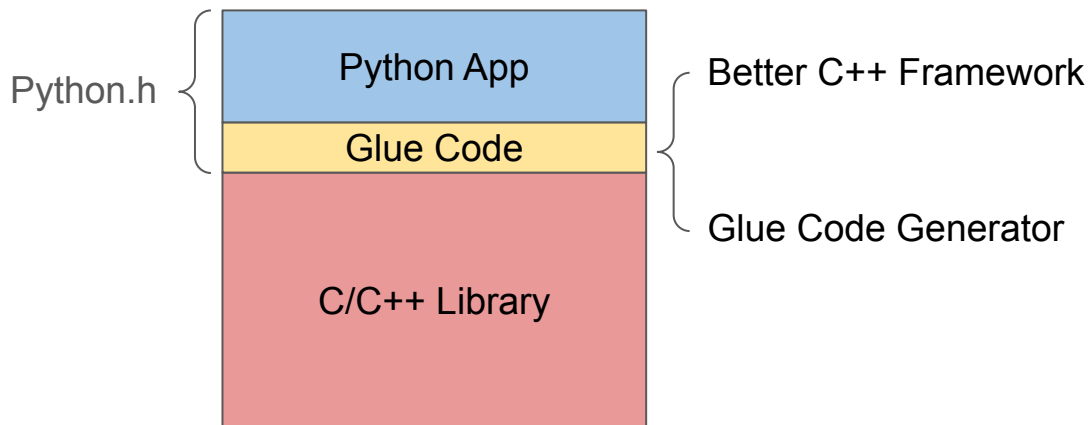 Python App
Python.h
Better C++ Framework
Glue Code
Glue Code Generator
C/C++ Library